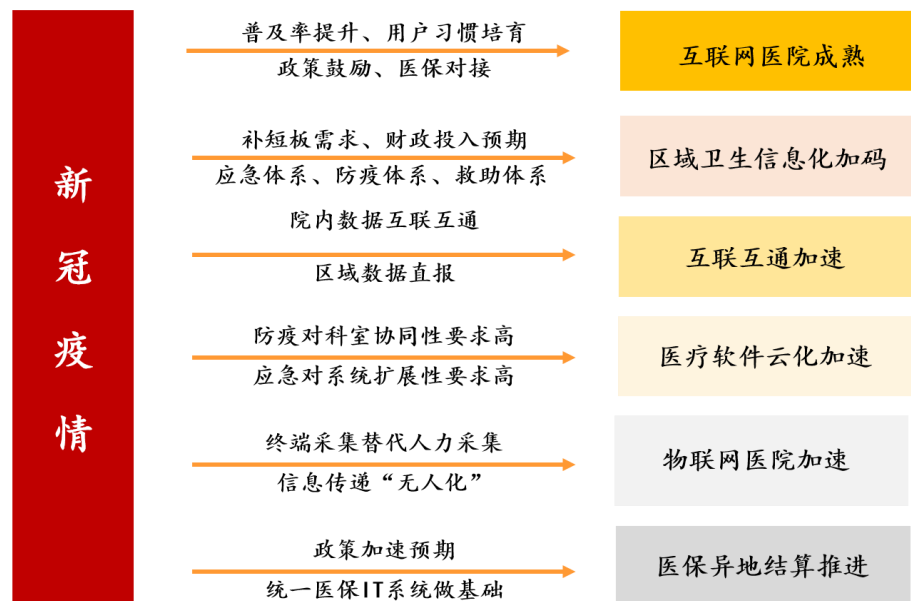 新冠疫情
普及率提升、用户习惯培育
政策鼓励、医保对接
互联网医院成熟
补短板需求、财政投入预期
应急体系、防疫体系、救助体系
区域卫生信息化加码
院内数据互联互通
区域数据直报
互联互通加速
防疫对科室协同性要求高
应急对系统扩展性要求高
医疗软件云化加速
终端采集替代人力采集
信息传递“无人化”
物联网医院加速
政策加速预期
统一医保IT系统做基础
医保异地结算推进